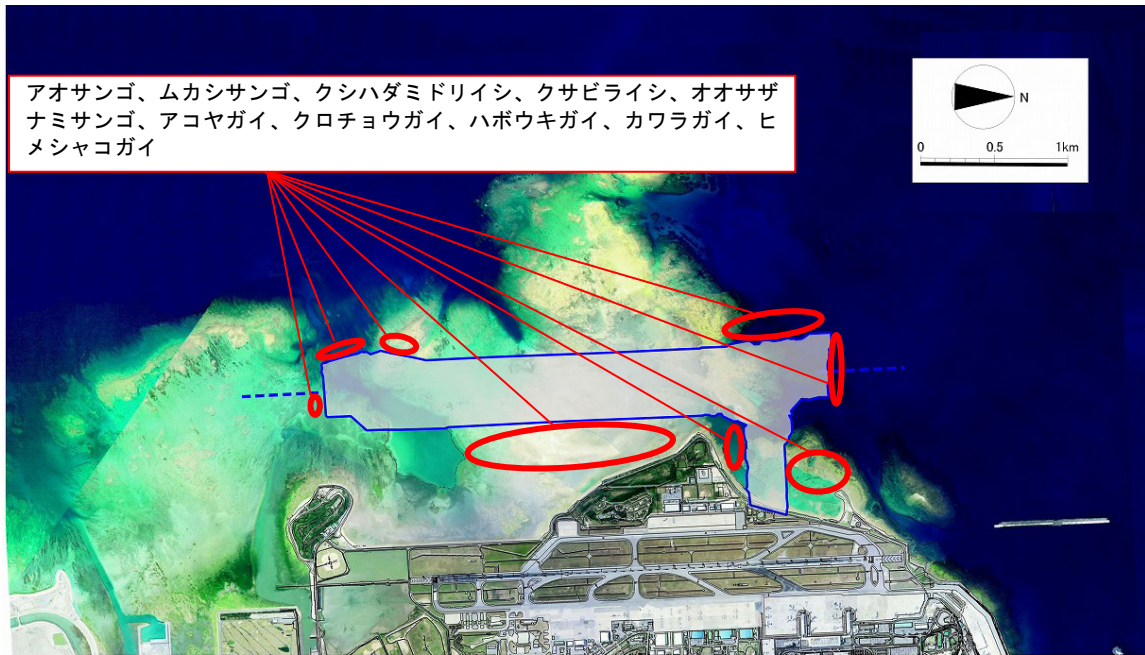 アオサンゴ、ムカシサンゴ、クシハダミドリイシ、クサビライシ、オオサザ
ナミサンゴ、アコヤガイ、クロチョウガイ、ハボウキガイ、カワラガイ、ヒ
メシャコガイ
N
0 0.5 1km